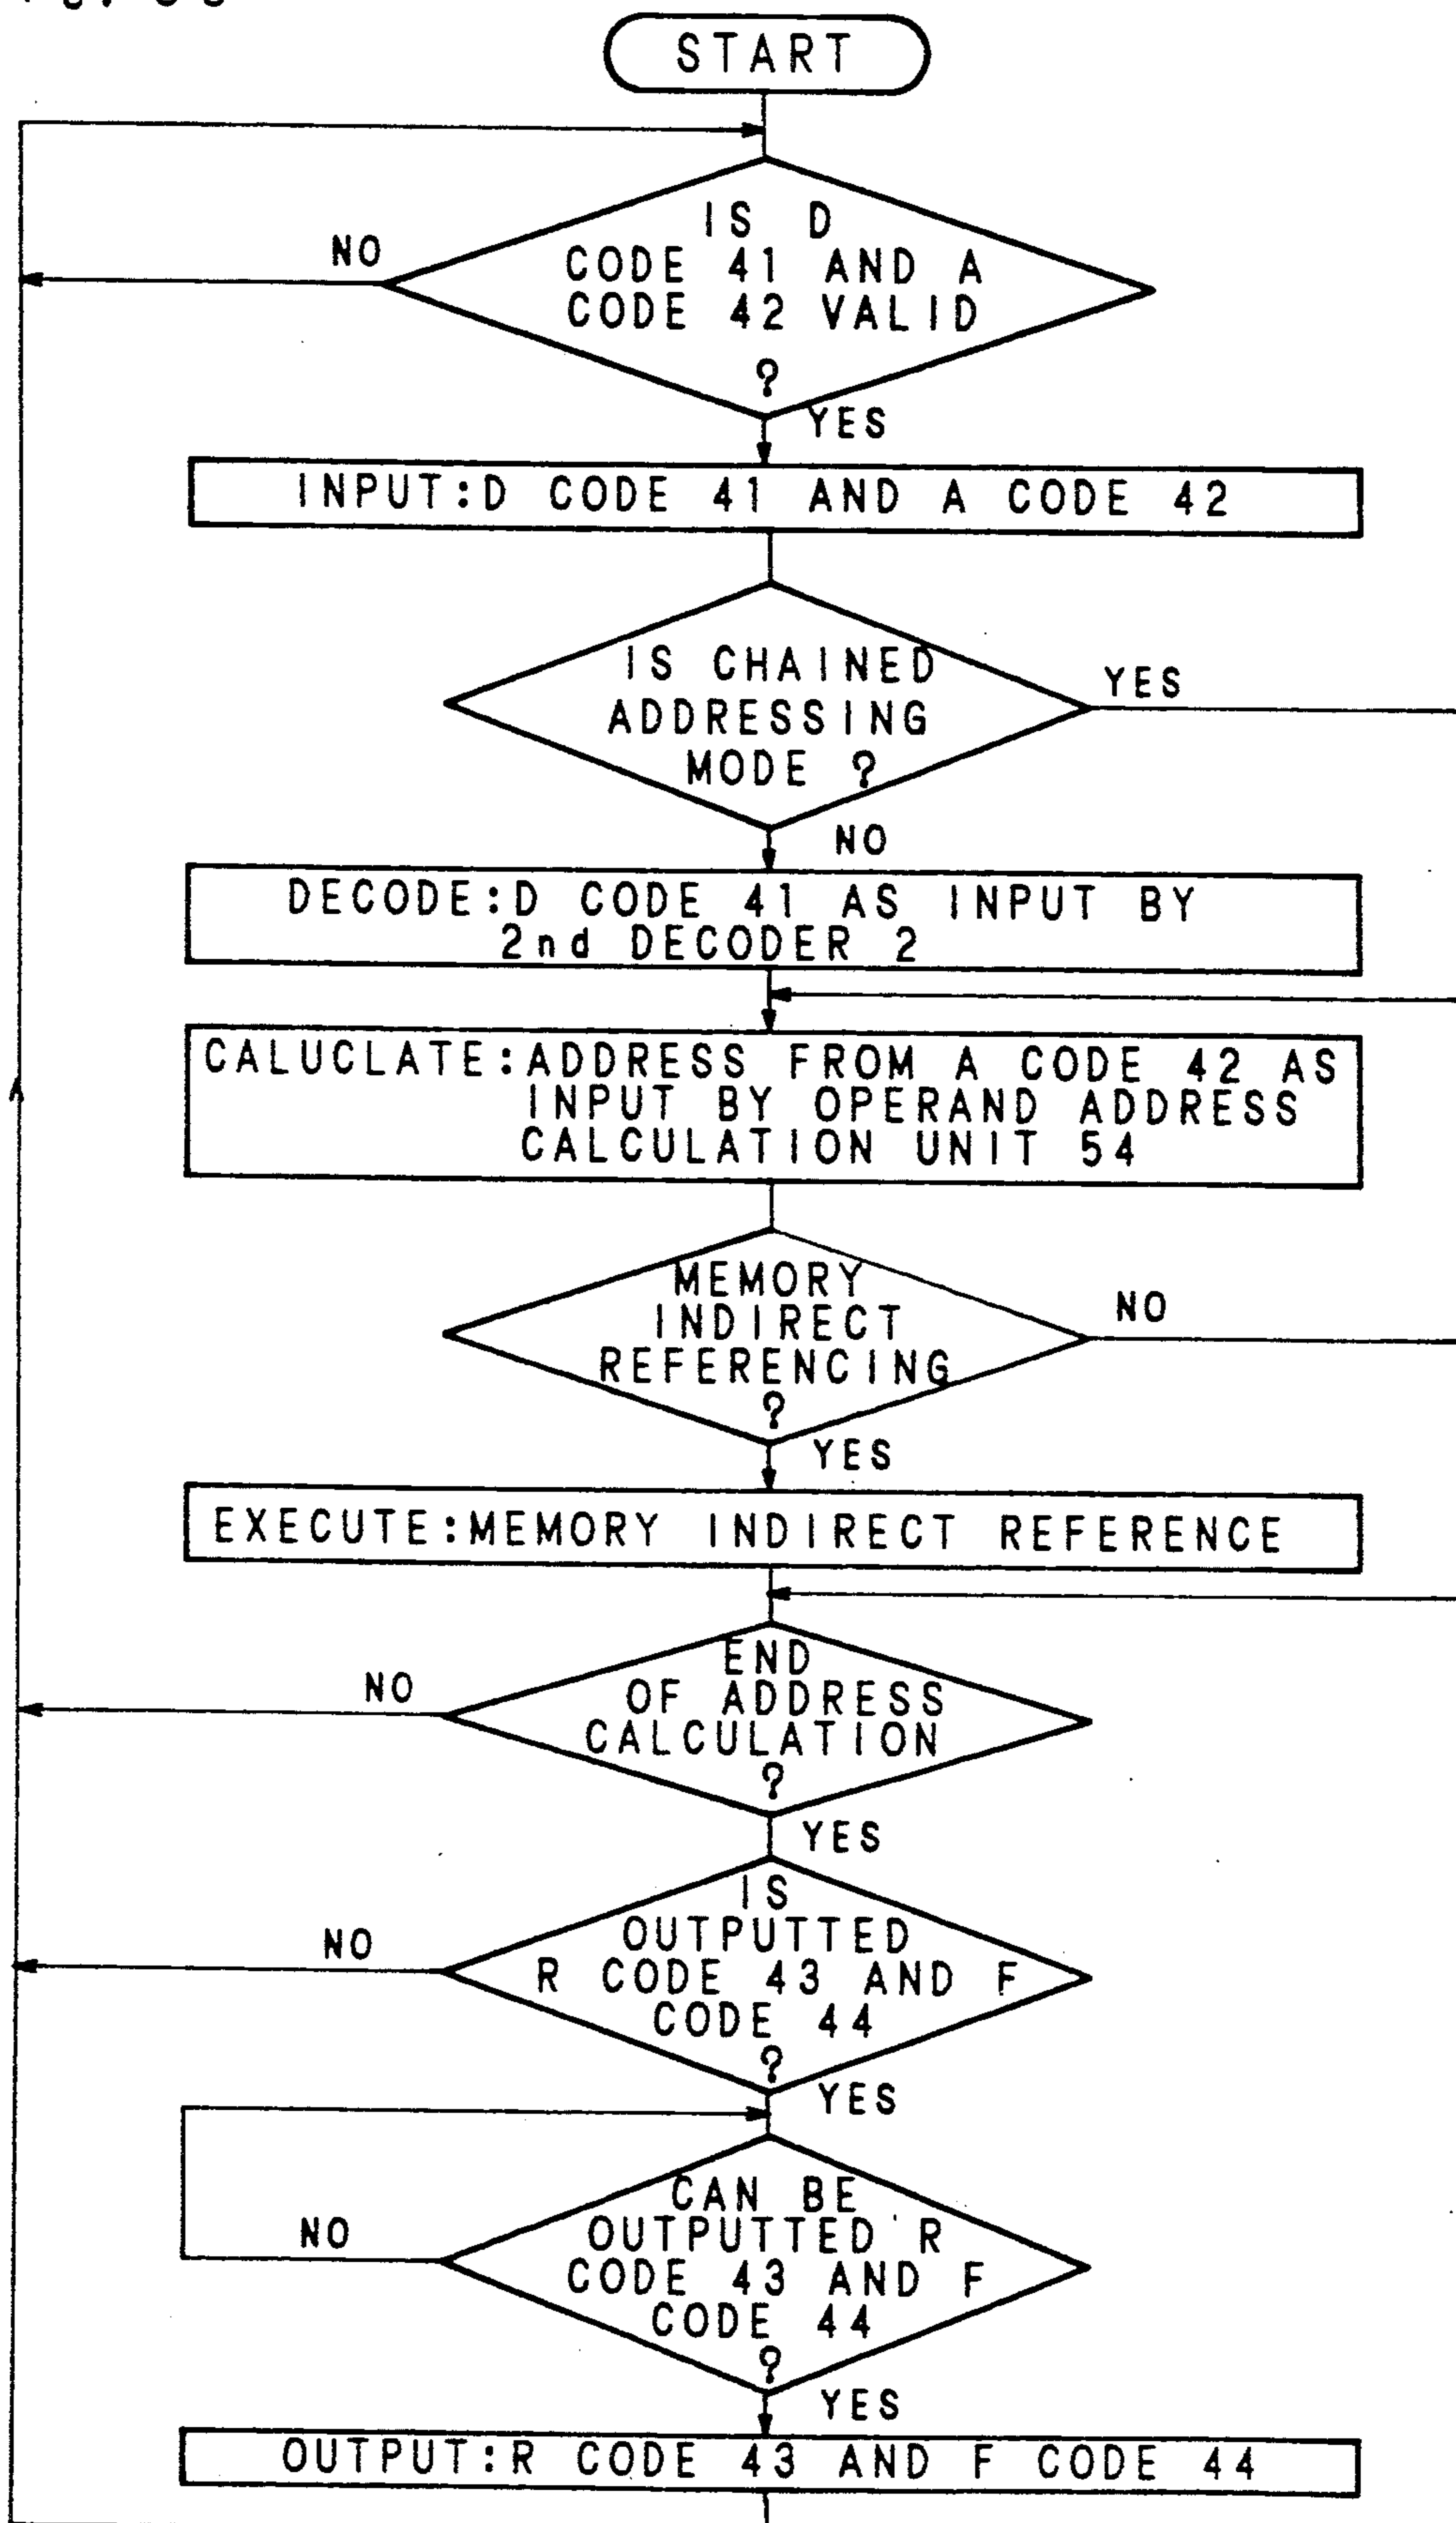 START
IS D
CODE 41 AND A
CODE 42 VALID
?
NO
YES
INPUT:D CODE 41 AND A CODE 42
IS CHAINED
ADDRESSING
MODE ?
YES
NO
DECODE:D CODE 41 AS INPUT BY
2nd DECODER 2
CALUCLATE:ADDRESS FROM A CODE 42 AS
INPUT BY OPERAND ADDRESS
CALCULATION UNIT 54
MEMORY
INDIRECT
REFERENCING
?
NO
YES
EXECUTE:MEMORY INDIRECT REFERENCE
END
OF ADDRESS
CALCULATION
?
NO
YES
IS
OUTPUTTED
R CODE 43 AND F
CODE 44
?
NO
YES
CAN BE
OUTPUTTED R
CODE 43 AND F
CODE 44
?
NO
YES
OUTPUT:R CODE 43 AND F CODE 44